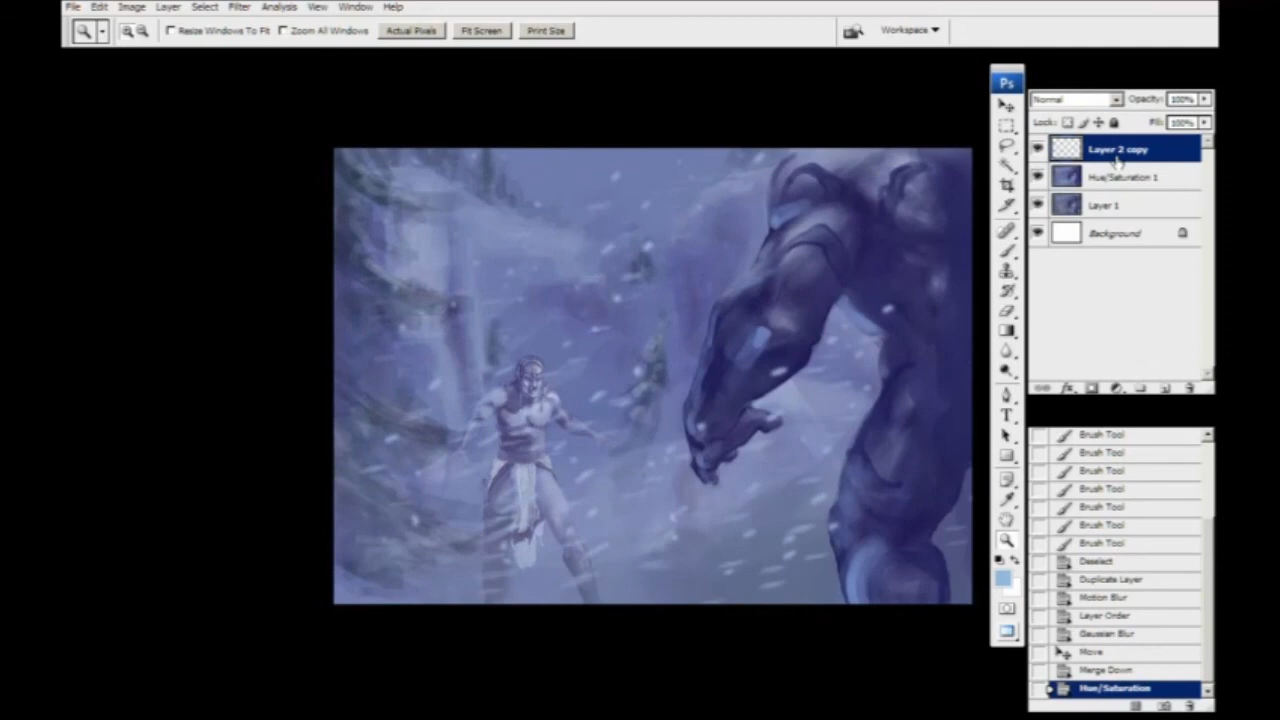 File Edit Image Layer Select Filter Analysis View Window Help
Resize Windows To Fit Zoom All Windows Actual Pixels Fit Screen Print Size Workspace
Ps
Normal Opacity: 100%
Lock: Fill: 100%
Layer 2 copy
Hue/Saturation 1
Layer 1
Background
Brush Tool
Brush Tool
Brush Tool
Brush Tool
Brush Tool
Brush Tool
Brush Tool
Deselect
Duplicate Layer
Motion Blur
Layer Order
Gaussian Blur
Move
Merge Down
Hue/Saturation